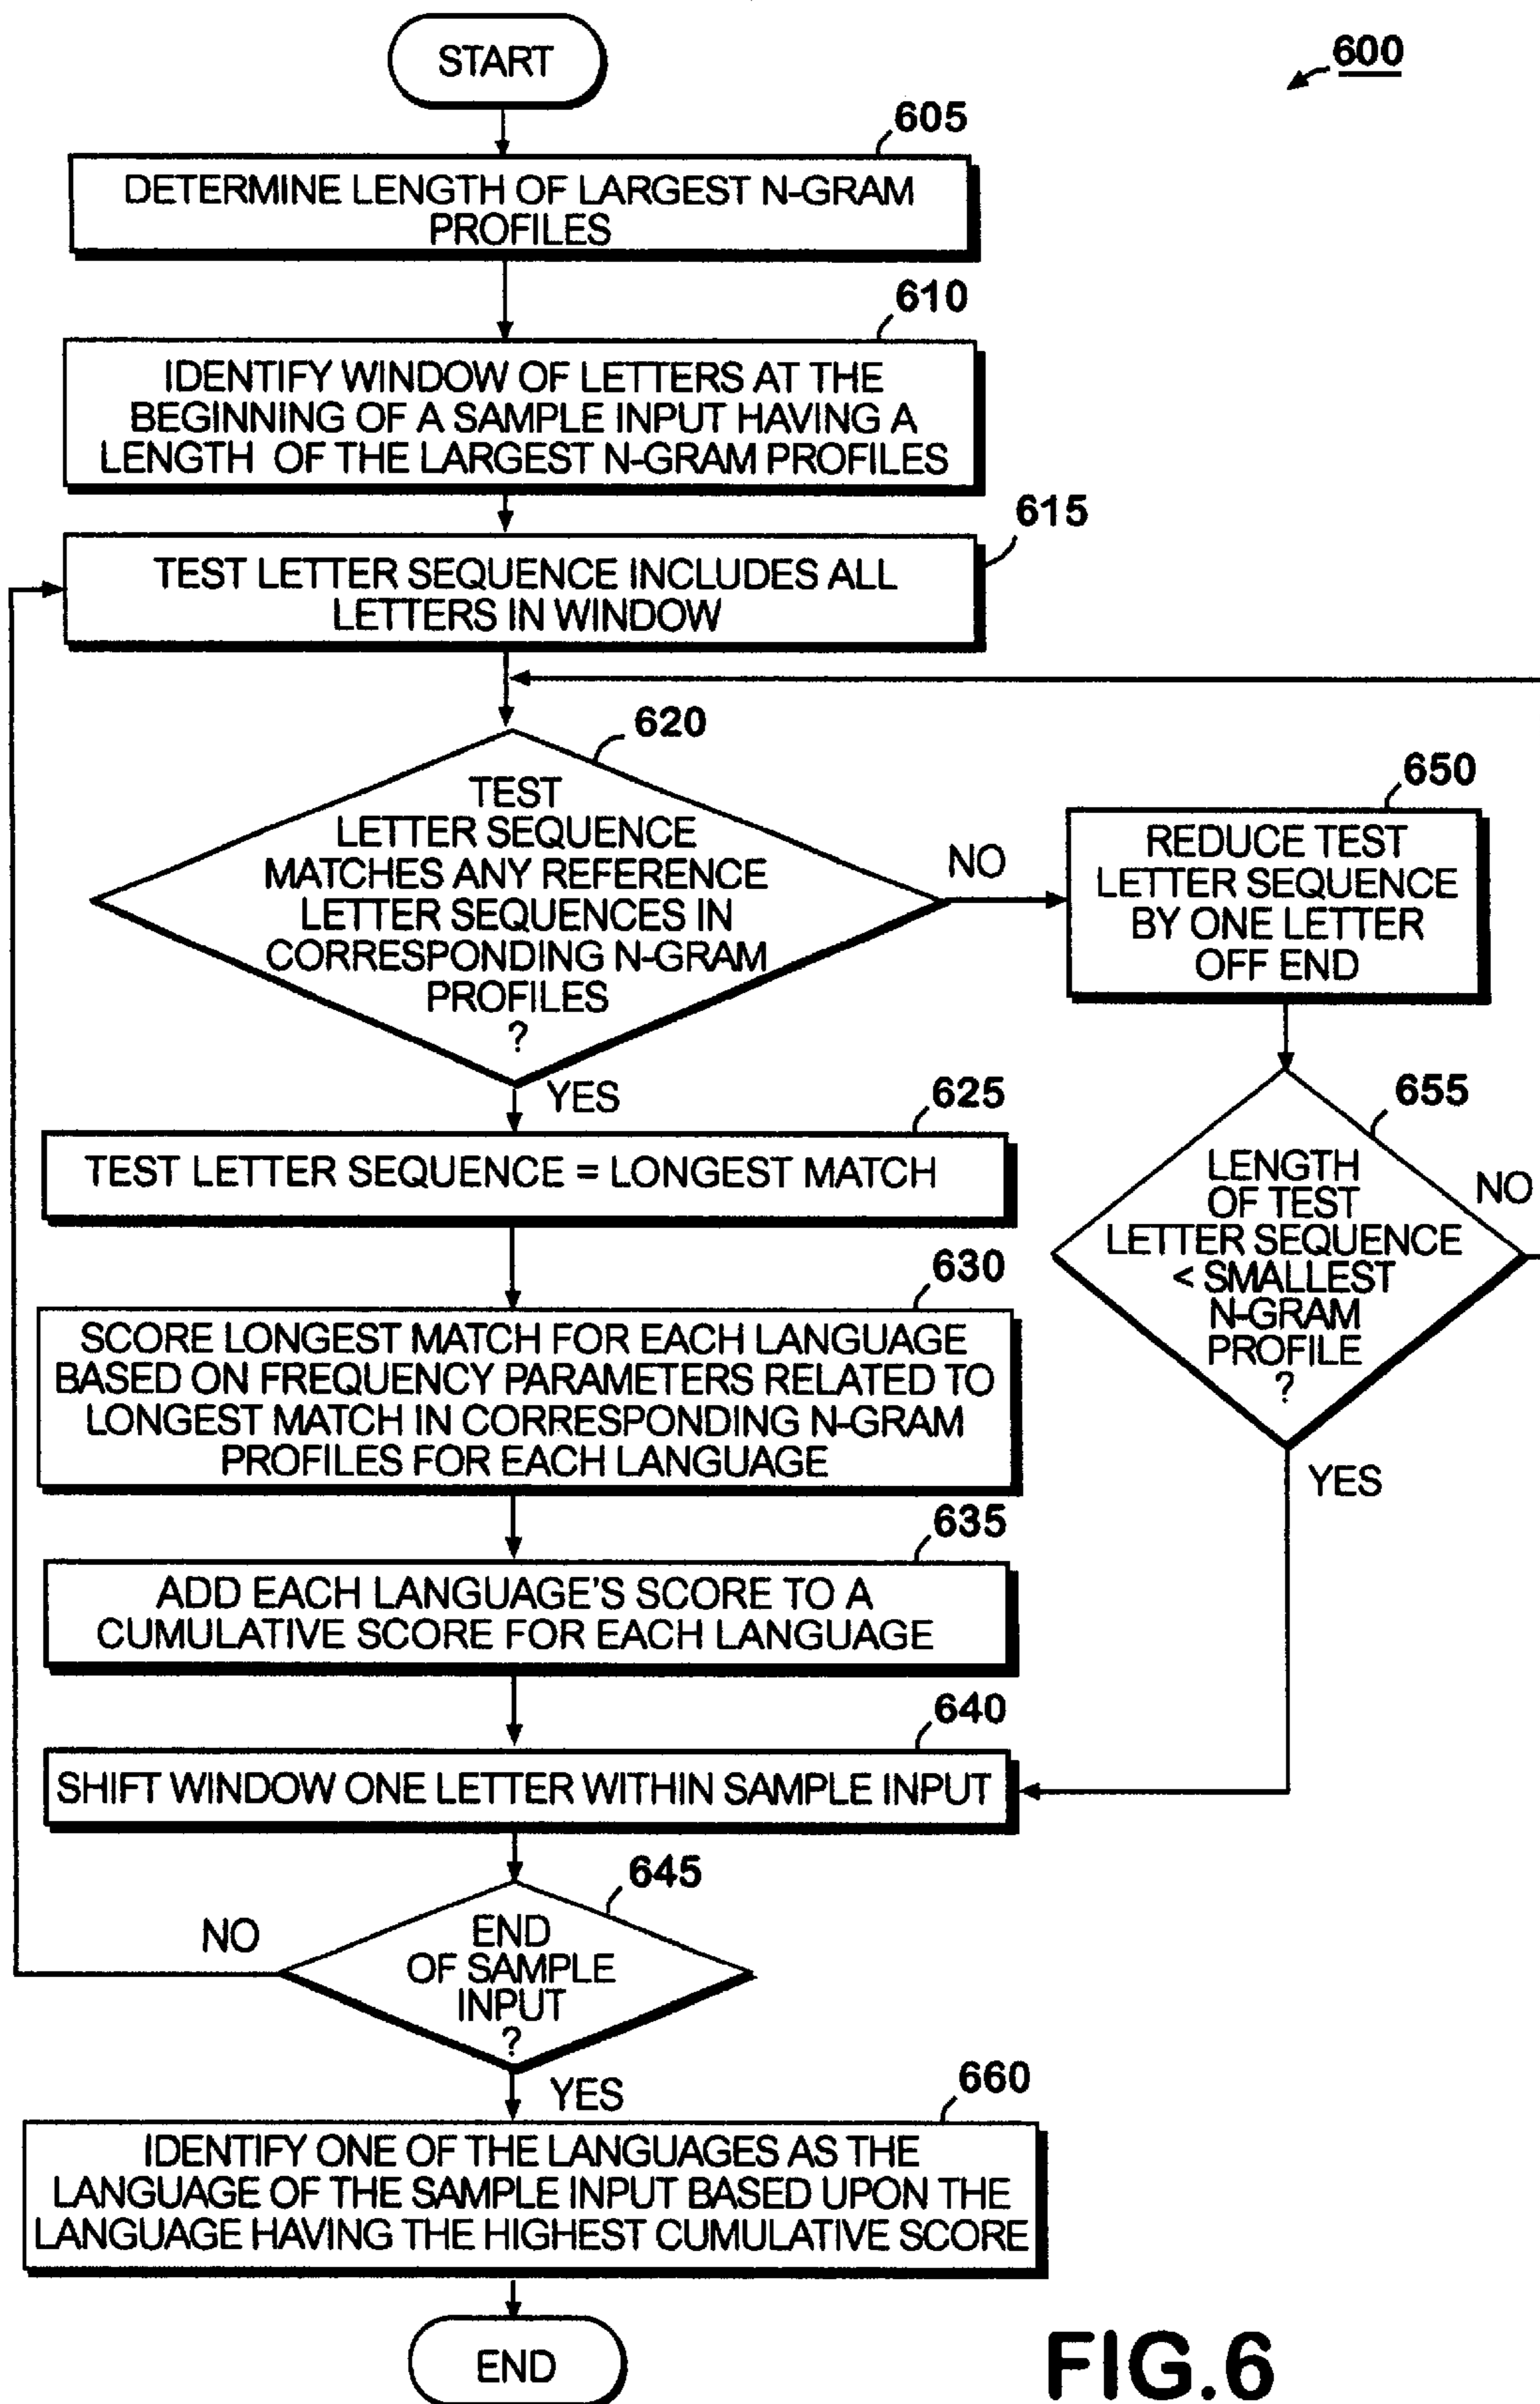 START
600
605
DETERMINE LENGTH OF LARGEST N-GRAM
PROFILES
610
IDENTIFY WINDOW OF LETTERS AT THE
BEGINNING OF A SAMPLE INPUT HAVING A
LENGTH OF THE LARGEST N-GRAM PROFILES
615
TEST LETTER SEQUENCE INCLUDES ALL
LETTERS IN WINDOW
620
TEST
LETTER SEQUENCE
MATCHES ANY REFERENCE
LETTER SEQUENCES IN
CORRESPONDING N-GRAM
PROFILES
?
NO
650
REDUCE TEST
LETTER SEQUENCE
BY ONE LETTER
OFF END
YES
625
TEST LETTER SEQUENCE = LONGEST MATCH
655
LENGTH
OF TEST
LETTER SEQUENCE
< SMALLEST
N-GRAM
PROFILE
?
NO
YES
630
SCORE LONGEST MATCH FOR EACH LANGUAGE
BASED ON FREQUENCY PARAMETERS RELATED TO
LONGEST MATCH IN CORRESPONDING N-GRAM
PROFILES FOR EACH LANGUAGE
635
ADD EACH LANGUAGE'S SCORE TO A
CUMULATIVE SCORE FOR EACH LANGUAGE
640
SHIFT WINDOW ONE LETTER WITHIN SAMPLE INPUT
645
NO
END
OF SAMPLE
INPUT
?
YES
660
IDENTIFY ONE OF THE LANGUAGES AS THE
LANGUAGE OF THE SAMPLE INPUT BASED UPON THE
LANGUAGE HAVING THE HIGHEST CUMULATIVE SCORE
END
FIG.6